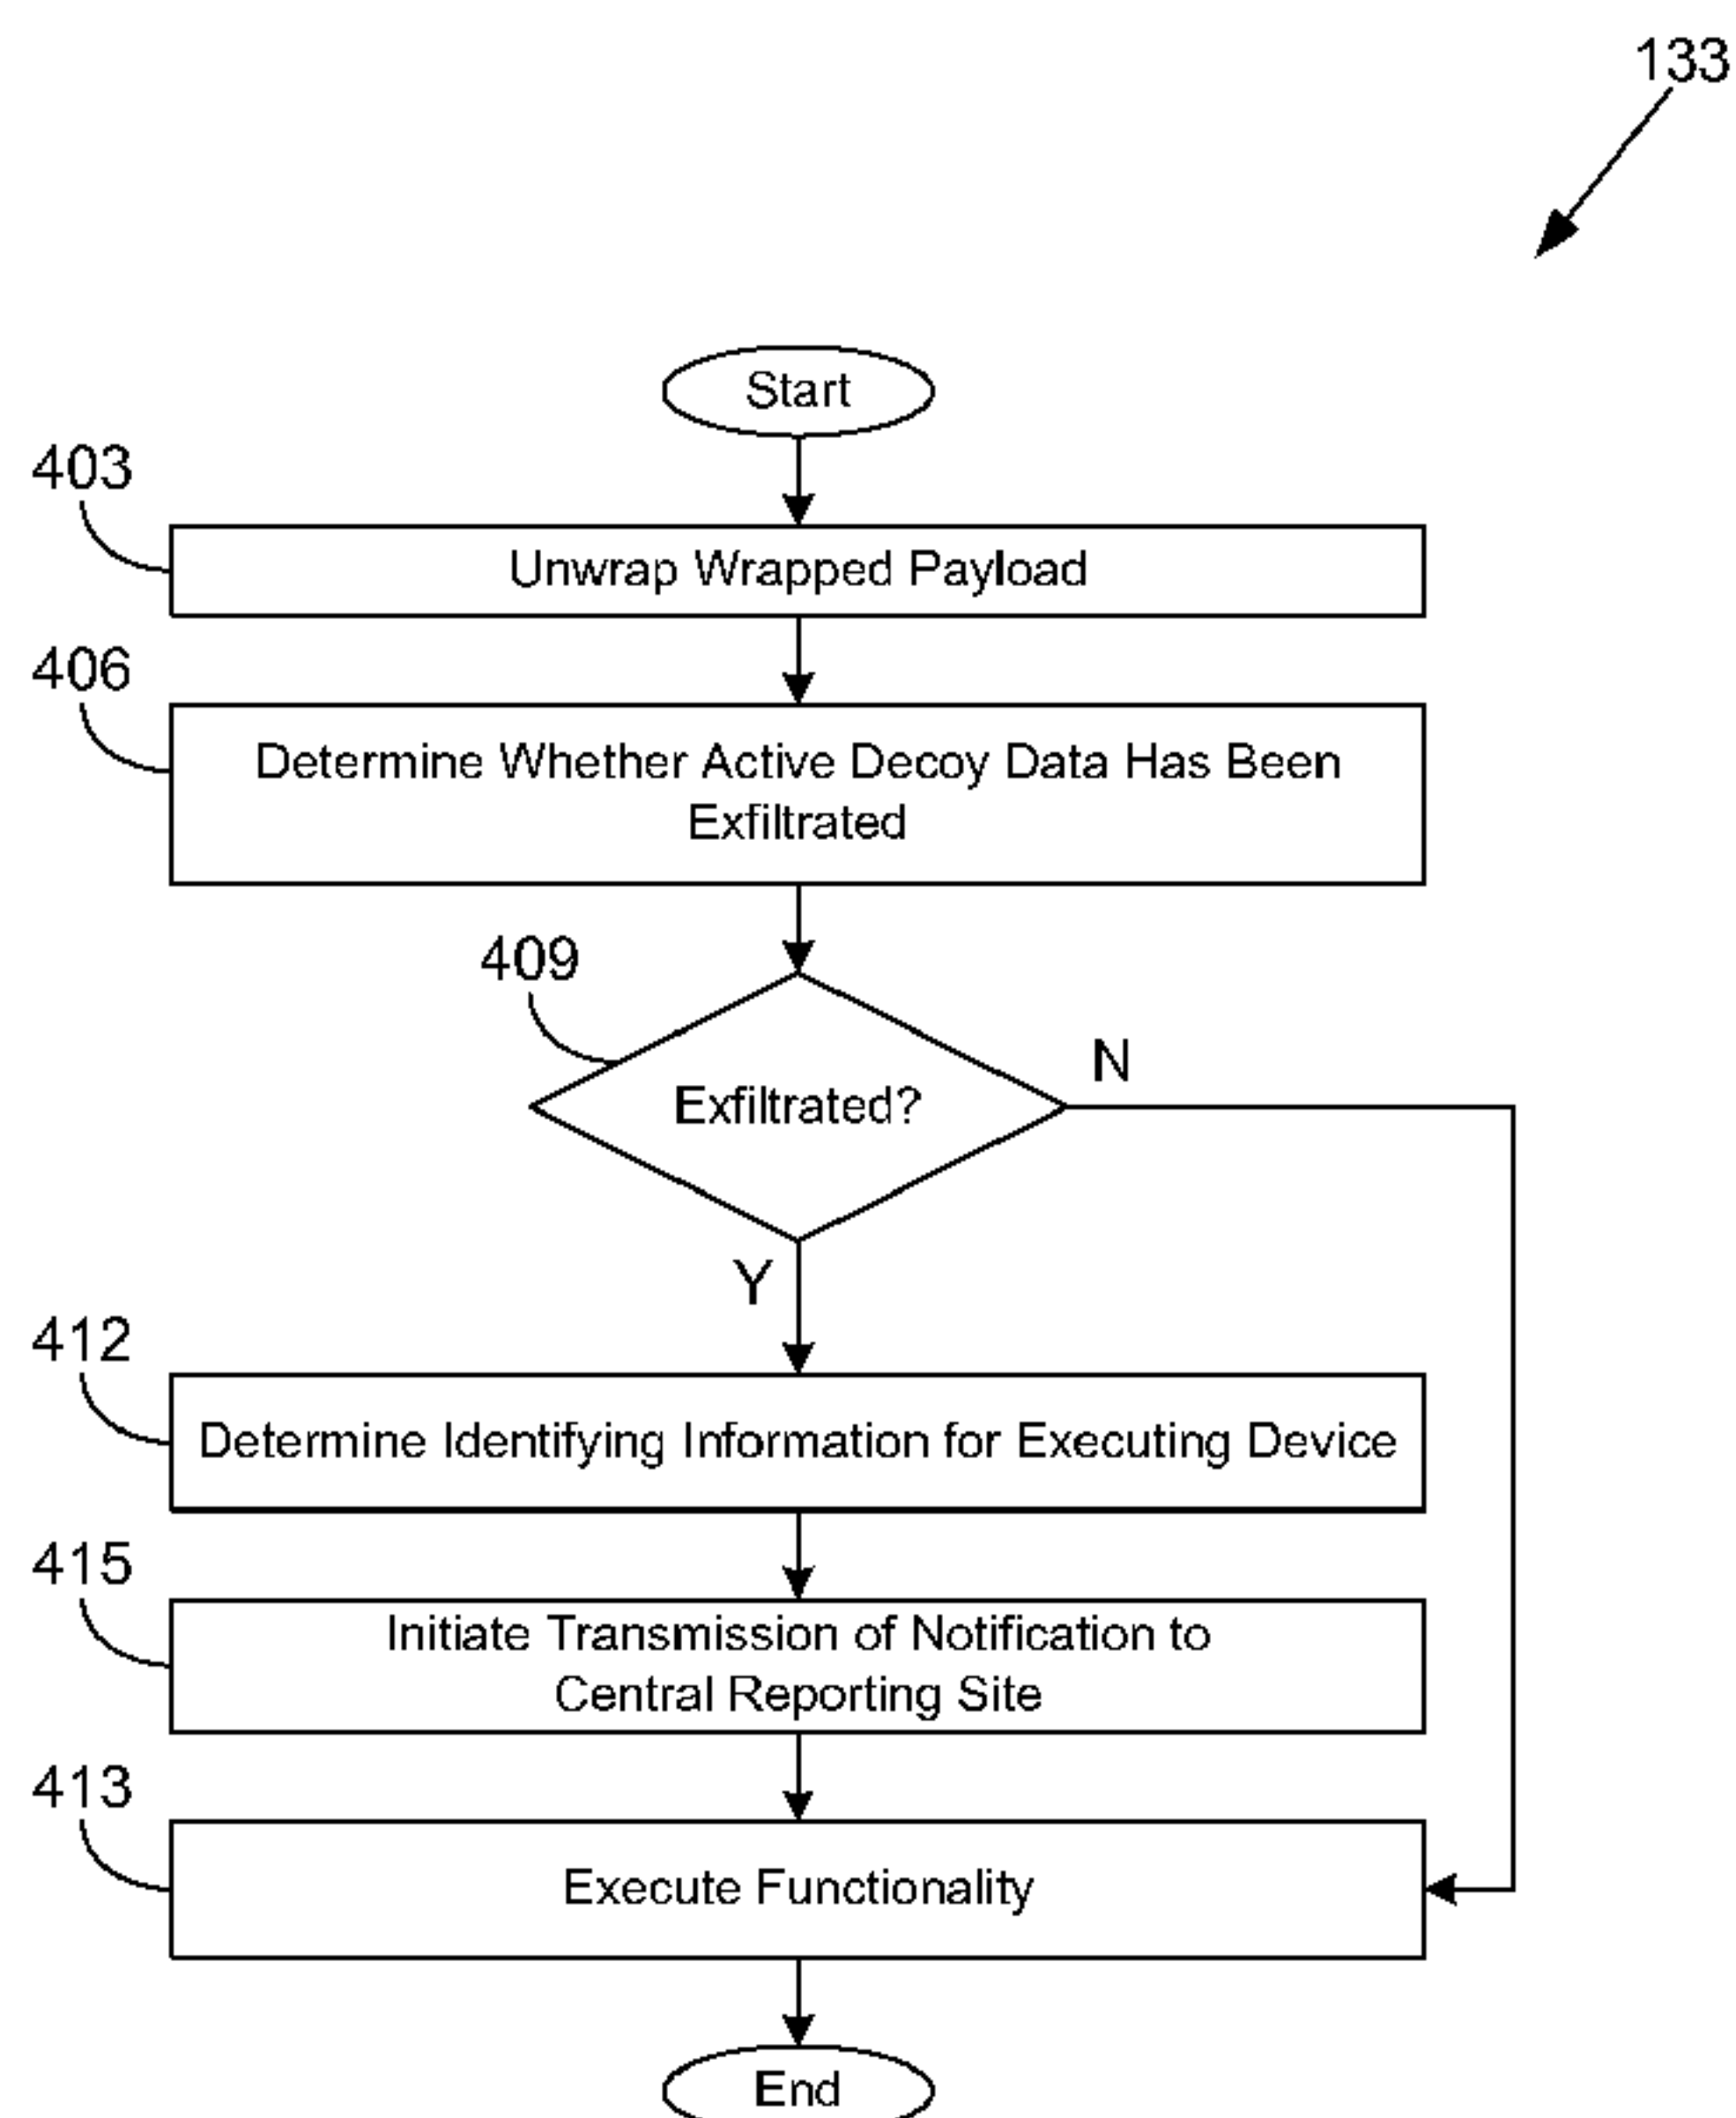 133
Start
403
Unwrap Wrapped Payload
406
Determine Whether Active Decoy Data Has Been
Exfiltrated
409
Exfiltrated?
N
Y
412
Determine Identifying Information for Executing Device
415
Initiate Transmission of Notification to
Central Reporting Site
413
Execute Functionality
End